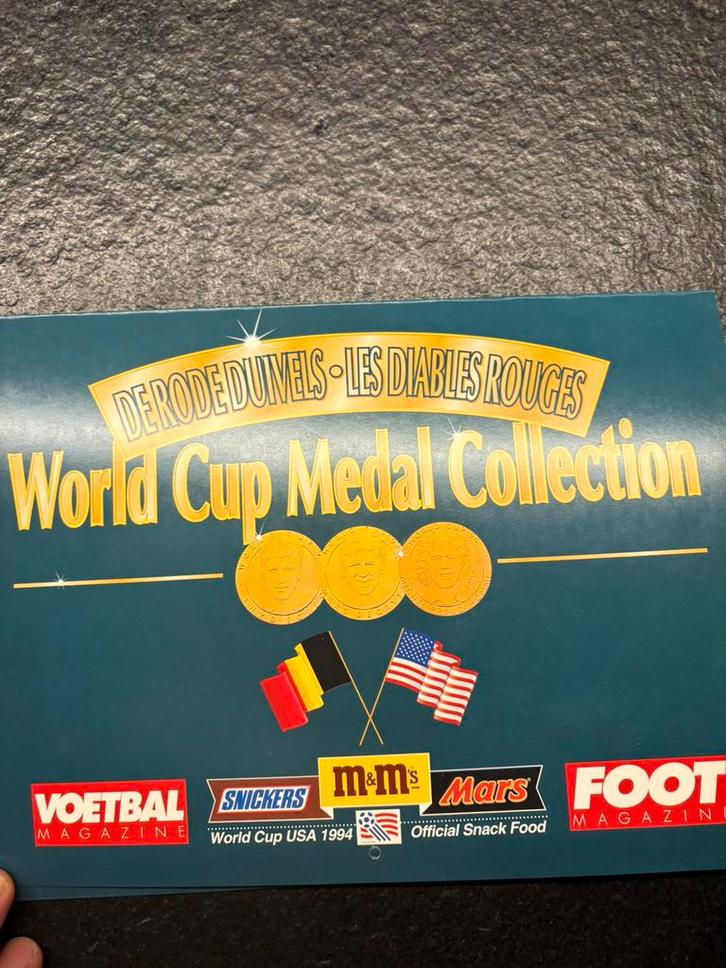 DE RODE DUIVELS • LES DIABLES ROUGES
World Cup Medal Collection
VOETBAL
MAGAZINE
SNICKERS
m&m's
Mars
World Cup USA 1994
Official Snack Food
FOOT
MAGAZIN